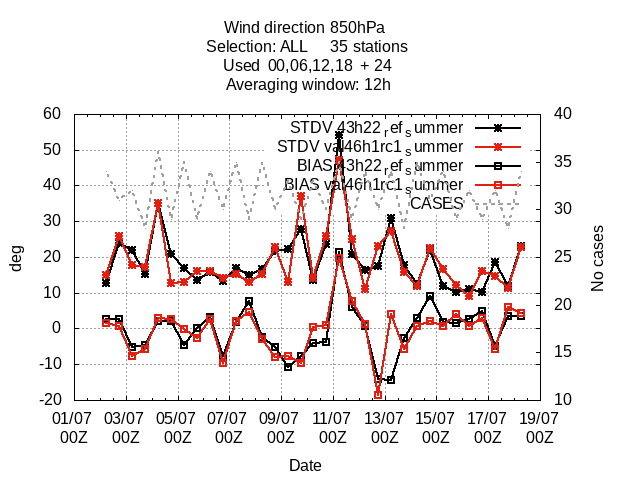 Wind direction 850hPa
Selection: ALL 35 stations
Used 00,06,12,18 + 24
Averaging window: 12h
STDV 43h22_ref_summer
STDV val46h1rc1_summer
BIAS 43h22_ref_summer
BIAS val46h1rc1_summer
CASES
60
50
40
30
20
10
0
-10
-20
deg
40
35
30
25
20
15
10
No cases
01/07 03/07 05/07 07/07 09/07 11/07 13/07 15/07 17/07 19/07
00Z 00Z 00Z 00Z 00Z 00Z 00Z 00Z 00Z 00Z
Date